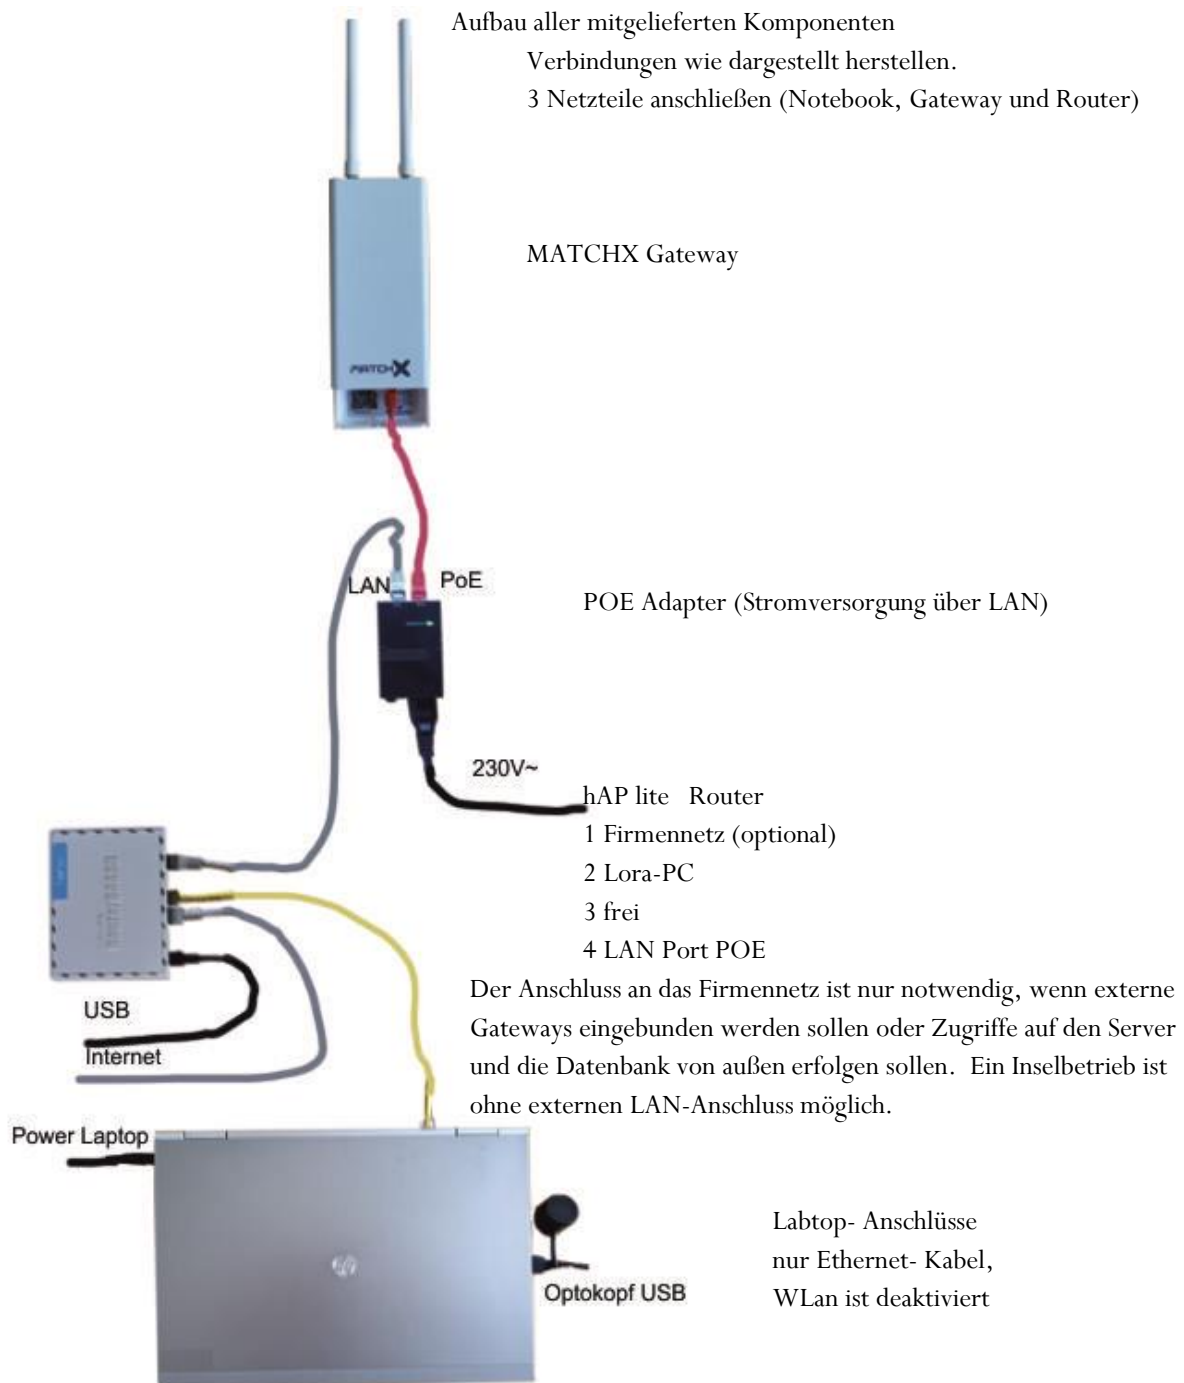 Aufbau aller mitgelieferten Komponenten
Verbindungen wie dargestellt herstellen.
3 Netzteile anschließen (Notebook, Gateway und Router)
MATCHX Gateway
MATCHX
LAN
PoE
POE Adapter (Stromversorgung über LAN)
230V~
hAP lite Router
1 Firmennetz (optional)
2 Lora-PC
3 frei
4 LAN Port POE
Der Anschluss an das Firmennetz ist nur notwendig, wenn externe
Gateways eingebunden werden sollen oder Zugriffe auf den Server
und die Datenbank von außen erfolgen sollen. Ein Inselbetrieb ist
ohne externen LAN-Anschluss möglich.
USB
Internet
Power Laptop
hp
Optokopf USB
Labtop- Anschlüsse
nur Ethernet- Kabel,
WLan ist deaktiviert